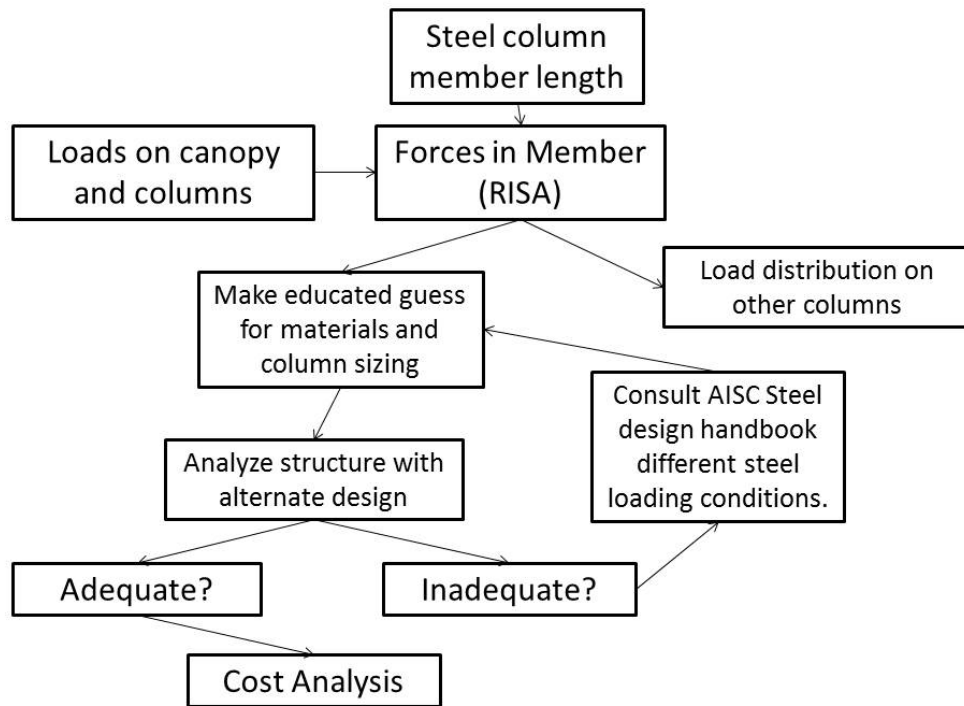 Steel column
member length
Loads on canopy
and columns
Forces in Member
(RISA)
Load distribution on
other columns
Make educated guess
for materials and
column sizing
Consult AISC Steel
design handbook
different steel
loading conditions.
Analyze structure with
alternate design
Adequate?
Inadequate?
Cost Analysis